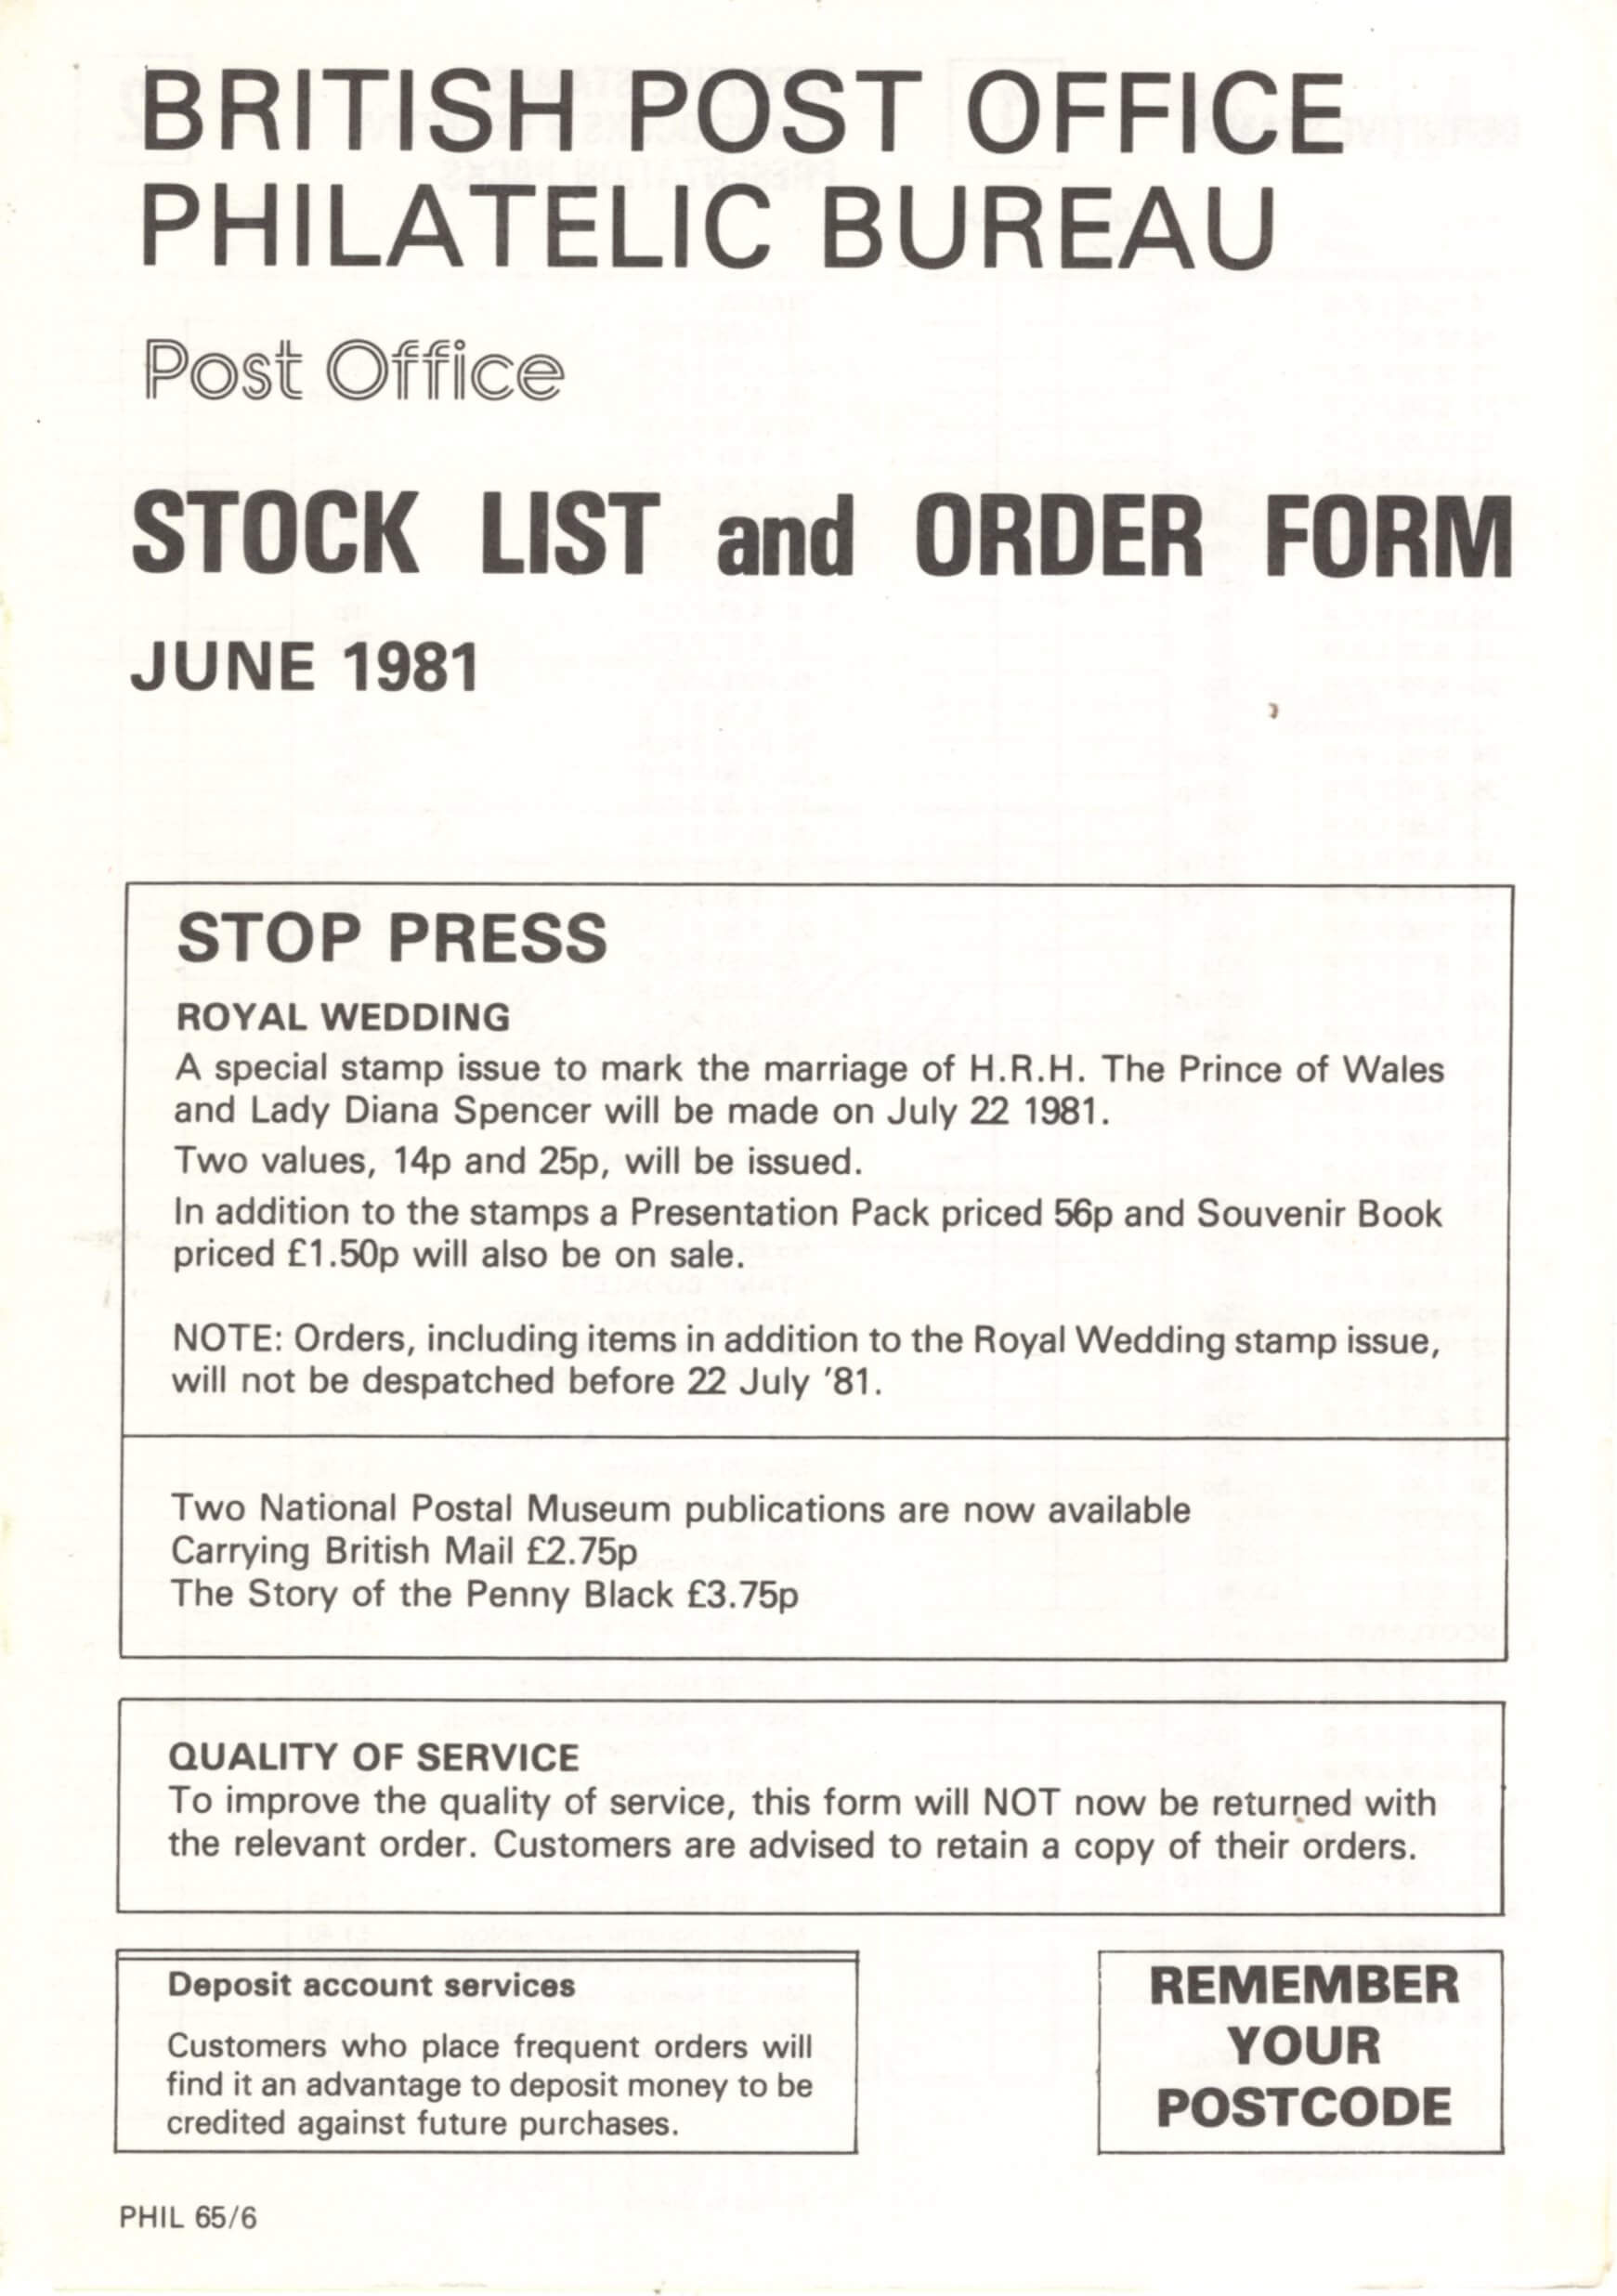 BRITISH POST OFFICE
PHILATELIC BUREAU
Post Office
STOCK LIST and ORDER FORM
JUNE 1981
STOP PRESS
ROYAL WEDDING
A special stamp issue to mark the marriage of H.R.H. The Prince of Wales
and Lady Diana Spencer will be made on July 22 1981.
Two values, 14p and 25p, will be issued.
In addition to the stamps a Presentation Pack priced 56p and Souvenir Book
priced £1.50p will also be on sale.
NOTE: Orders, including items in addition to the Royal Wedding stamp issue,
will not be despatched before 22 July '81.
Two National Postal Museum publications are now available
Carrying British Mail £2.75p
The Story of the Penny Black £3.75p
QUALITY OF SERVICE
To improve the quality of service, this form will NOT now be returned with
the relevant order. Customers are advised to retain a copy of their orders.
Deposit account services
Customers who place frequent orders will
find it an advantage to deposit money to be
credited against future purchases.
REMEMBER
YOUR
POSTCODE
PHIL 65/6